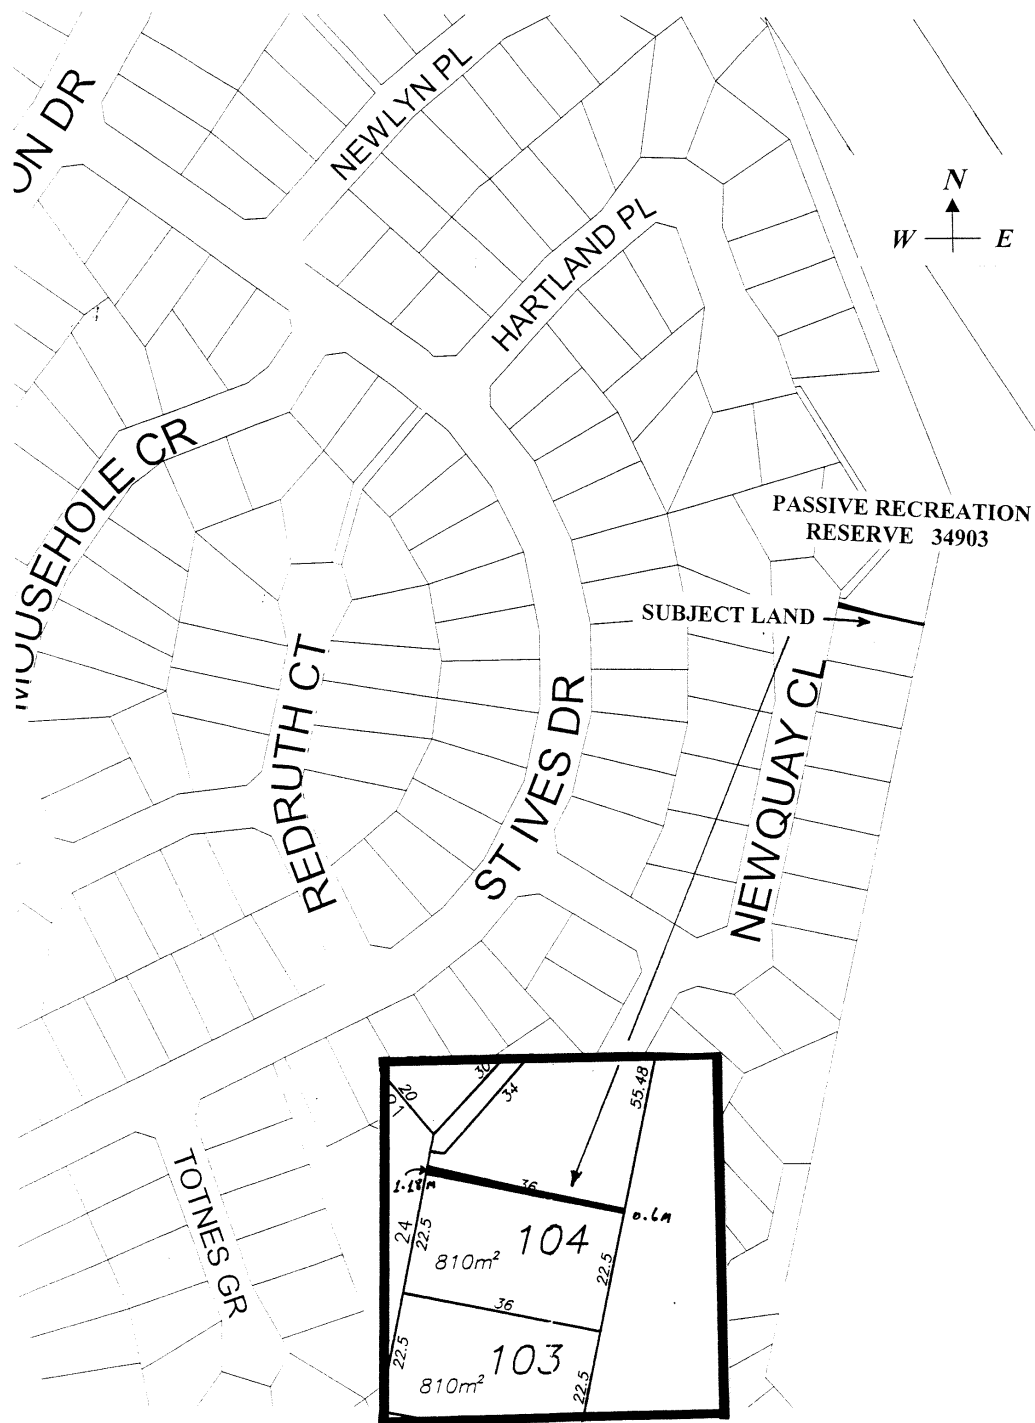 ON DR
NEWLYN PL
N
W E
HARTLAND PL
MOUSEHOLE CR
PASSIVE RECREATION
RESERVE 34903
SUBJECT LAND
REDRUTH CT
ST IVES DR
NEWQUAY CL
TOTNES GR
30
34
20
55.48
1.18M
36
0.6M
24
22.5
104
810m²
22.5
36
22.5
103
810m²
22.5